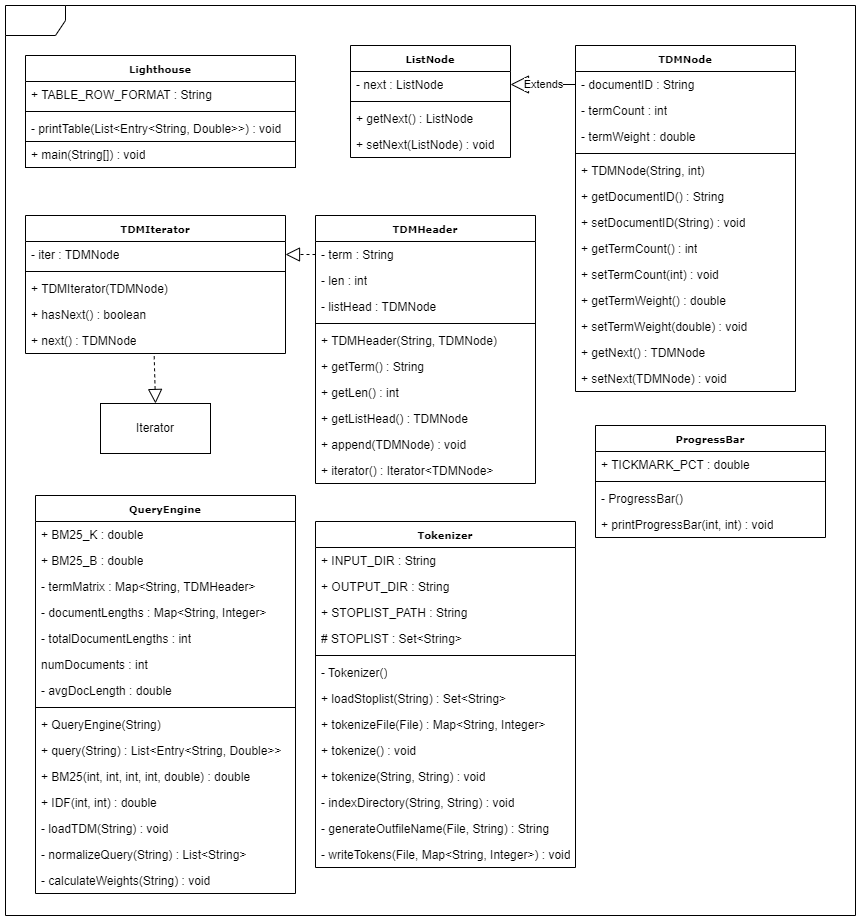 Lighthouse
+ TABLE_ROW_FORMAT : String
- printTable(List<Entry<String, Double>>) : void
+ main(String[]) : void
ListNode
- next : ListNode
+ getNext() : ListNode
+ setNext(ListNode) : void
Extends
TDMNode
- documentID : String
- termCount : int
- termWeight : double
+ TDMNode(String, int)
+ getDocumentID() : String
+ setDocumentID(String) : void
+ getTermCount() : int
+ setTermCount(int) : void
+ getTermWeight() : double
+ setTermWeight(double) : void
+ getNext() : TDMNode
+ setNext(TDMNode) : void
TDMIterator
- iter : TDMNode
+ TDMIterator(TDMNode)
+ hasNext() : boolean
+ next() : TDMNode
Iterator
TDMHeader
- term : String
- len : int
- listHead : TDMNode
+ TDMHeader(String, TDMNode)
+ getTerm() : String
+ getLen() : int
+ getListHead() : TDMNode
+ append(TDMNode) : void
+ iterator() : Iterator<TDMNode>
ProgressBar
+ TICKMARK_PCT : double
- ProgressBar()
+ printProgressBar(int, int) : void
QueryEngine
+ BM25_K : double
+ BM25_B : double
- termMatrix : Map<String, TDMHeader>
- documentLengths : Map<String, Integer>
- totalDocumentLengths : int
numDocuments : int
- avgDocLength : double
+ QueryEngine(String)
+ query(String) : List<Entry<String, Double>>
+ BM25(int, int, int, int, double) : double
+ IDF(int, int) : double
- loadTDM(String) : void
- normalizeQuery(String) : List<String>
- calculateWeights(String) : void
Tokenizer
+ INPUT_DIR : String
+ OUTPUT_DIR : String
+ STOPLIST_PATH : String
# STOPLIST : Set<String>
- Tokenizer()
+ loadStoplist(String) : Set<String>
+ tokenizeFile(File) : Map<String, Integer>
+ tokenize() : void
+ tokenize(String, String) : void
- indexDirectory(String, String) : void
- generateOutfileName(File, String) : String
- writeTokens(File, Map<String, Integer>) : void